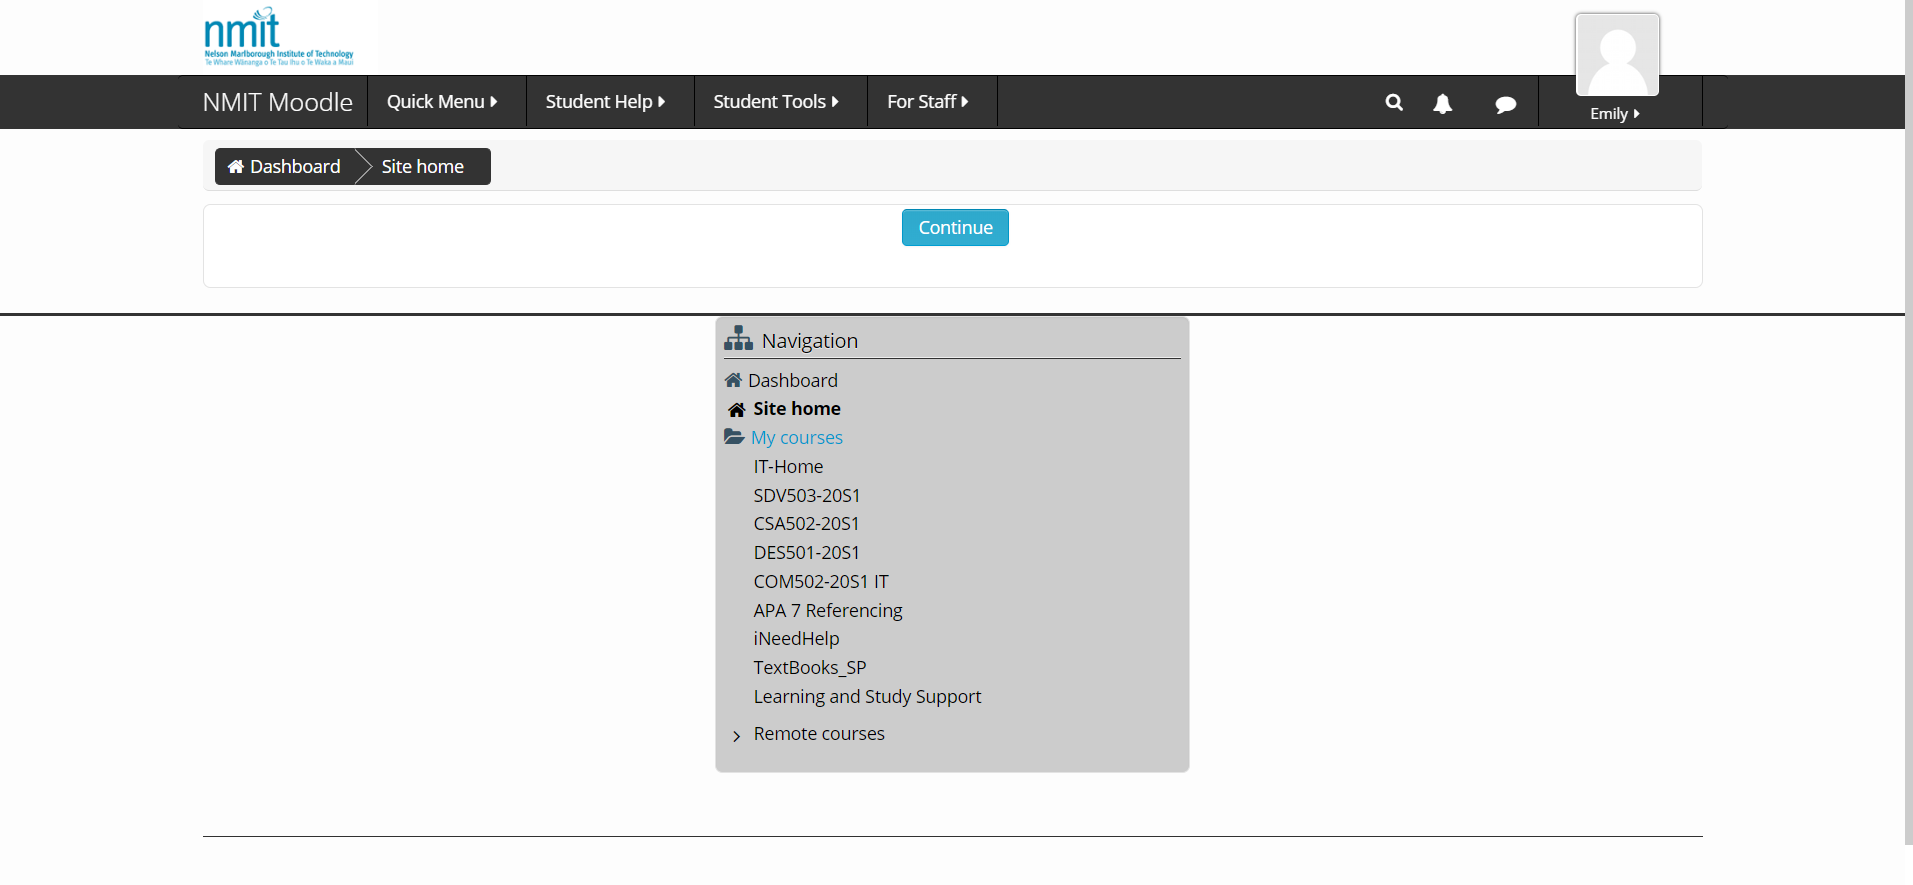 nmit
Nelson Marlborough Institute of Technology
Te Whare Wānanga o Te Tau Ihu o Te Waka a Maui
NMIT Moodle Quick Menu Student Help Student Tools For Staff Emily
Dashboard Site home
Continue
Navigation
Dashboard
Site home
My courses
IT-Home
SDV503-20S1
CSA502-20S1
DES501-20S1
COM502-20S1 IT
APA 7 Referencing
iNeedHelp
TextBooks_SP
Learning and Study Support
Remote courses